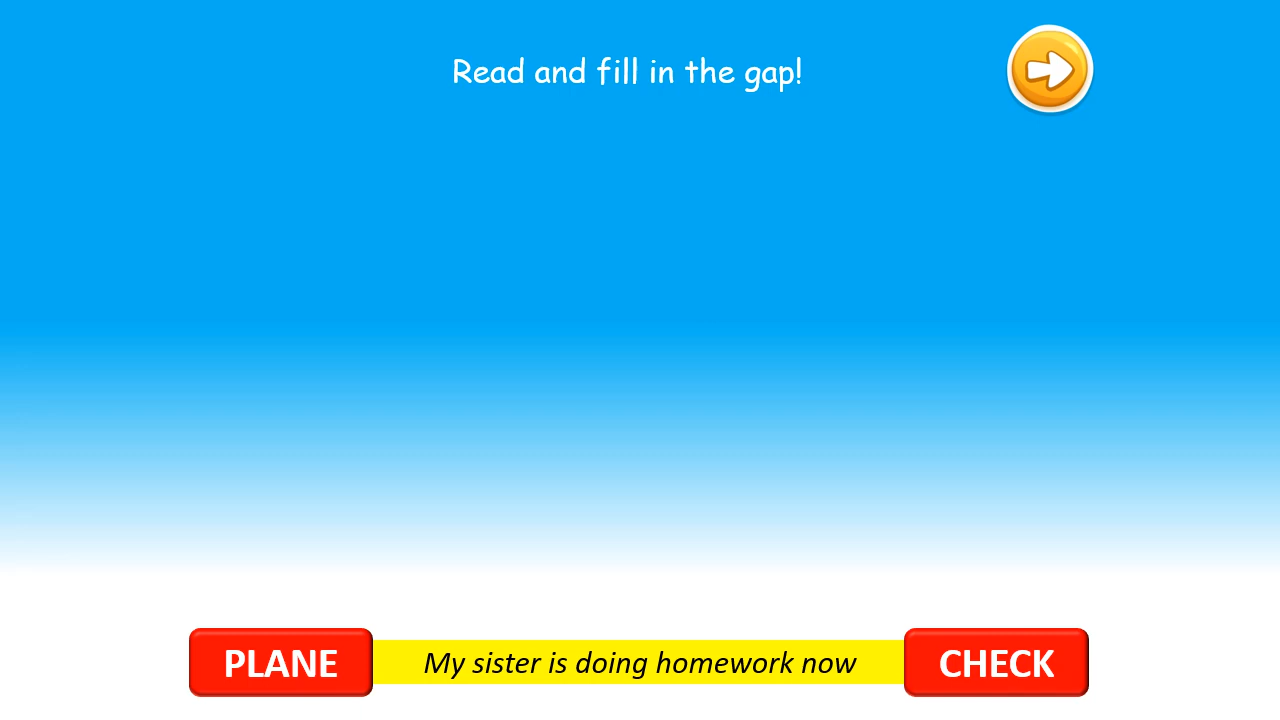 Read and fill in the gap!
PLANE
My sister is doing homework now
CHECK